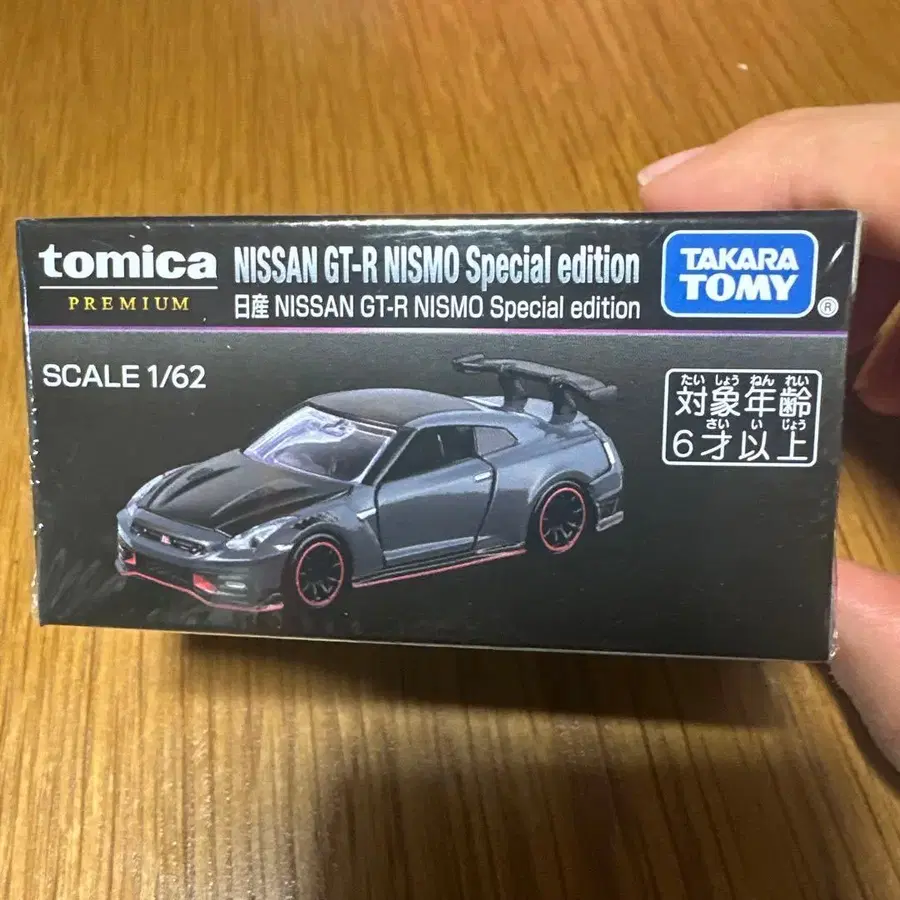 tomica
PREMIUM
NISSAN GT-R NISMO Special edition
日産 NISSAN GT-R NISMO Special edition
TAKARA
TOMY
®
SCALE 1/62
たい しょう ねん れい
対象年齢
さい い じょう
6才以上